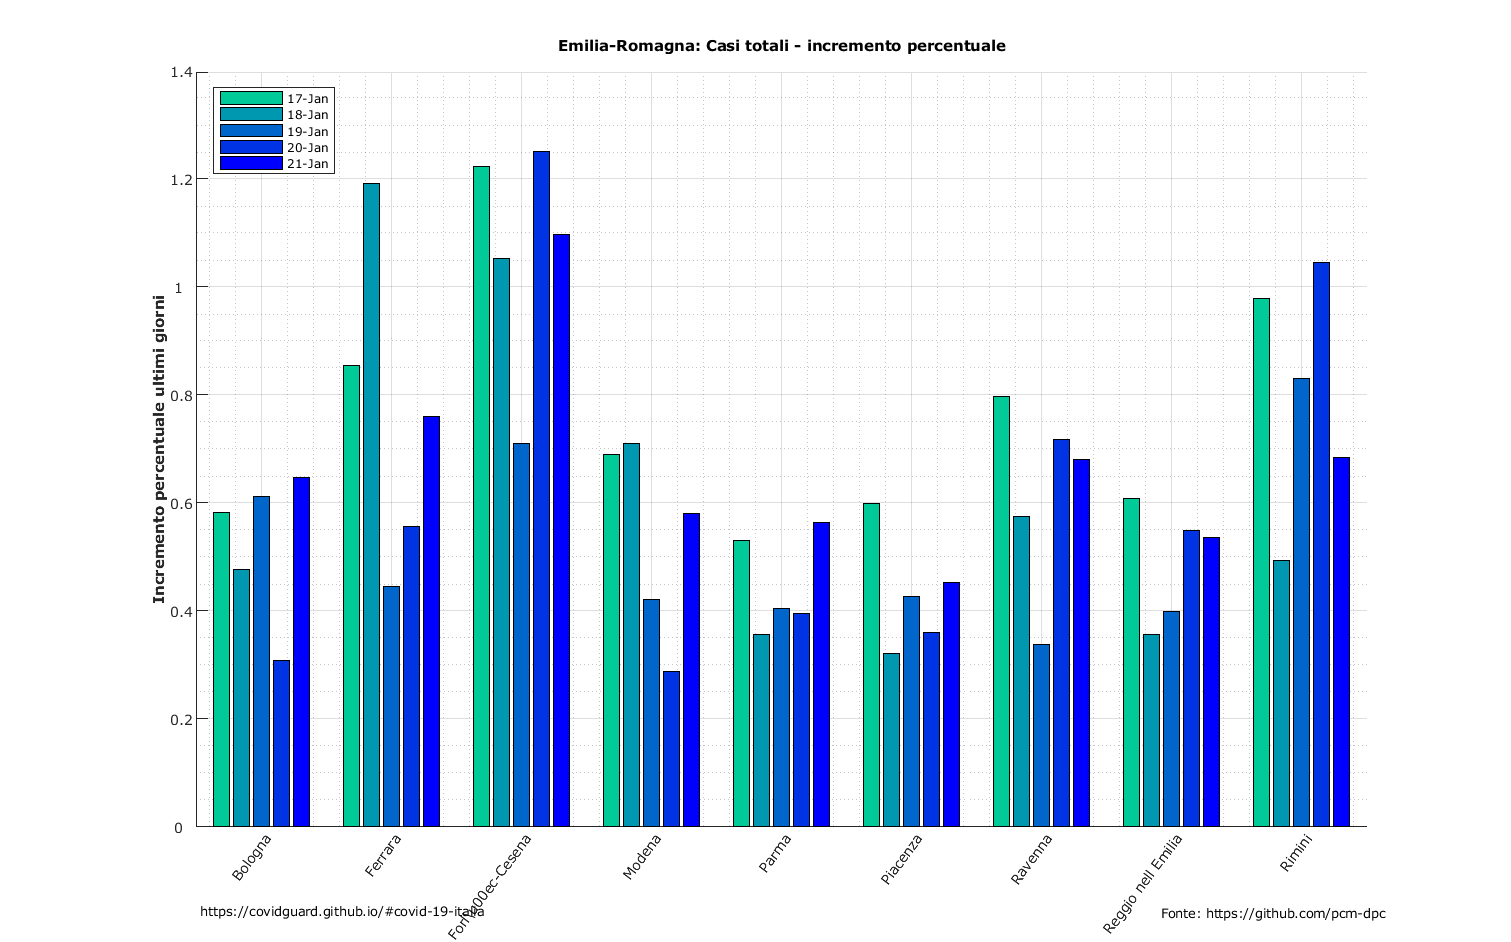 Emilia-Romagna: Casi totali - incremento percentuale
1.4
1.2
1
0.8
0.6
0.4
0.2
0
Incremento percentuale ultimi giorni
17-Jan
18-Jan
19-Jan
20-Jan
21-Jan
Bologna
Ferrara
Modena
Parma
Piacenza
Ravenna
Reggio nell Emilia
Rimini
https://covidguard.github.io/#covid-19-italia
Fonte: https://github.com/pcm-dpc